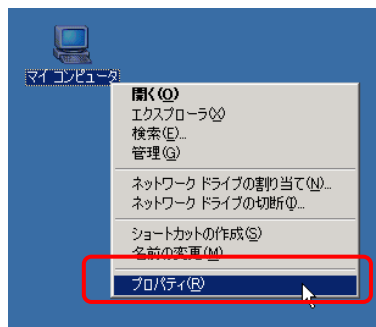 マイ コンピュータ
開く(O)
エクスプローラ(X)
検索(E)...
管理(G)
ネットワーク ドライブの割り当て(N)...
ネットワーク ドライブの切断(I)...
ショートカットの作成(S)
名前の変更(M)
プロパティ(R)